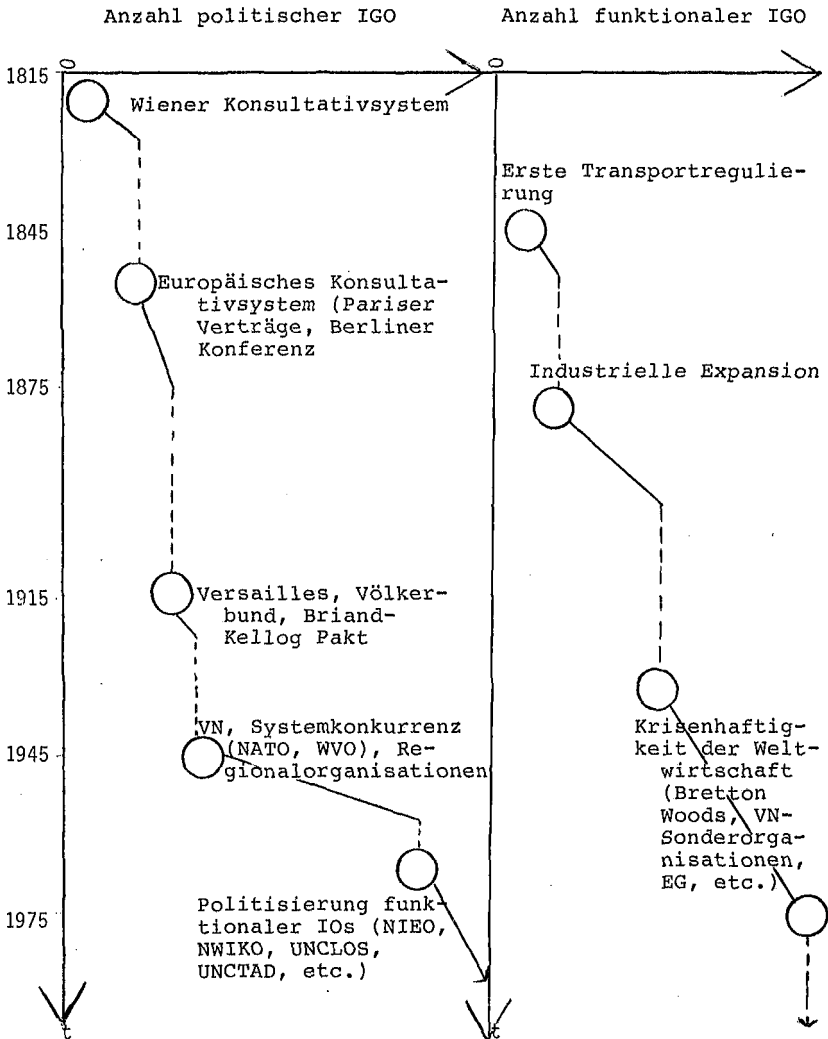 Anzahl politischer IGO
Anzahl funktionaler IGO
0
0
1815
Wiener Konsultativsystem
Erste Transportregulie-
rung
1845
Europäisches Konsulta-
tivsystem (Pariser
Verträge, Berliner
Konferenz
Industrielle Expansion
1875
1915
Versailles, Völker-
bund, Briand-
Kellog Pakt
VN, Systemkonkurrenz
(NATO, WVO), Re-
gionalorganisationen
1945
Krisenhaftig-
keit der Welt-
wirtschaft
(Bretton
Woods, VN-
Sonderorga-
nisationen,
EG, etc.)
Politisierung funk-
tionaler IOs (NIEO,
NWIKO, UNCLOS,
UNCTAD, etc.)
1975
t
t